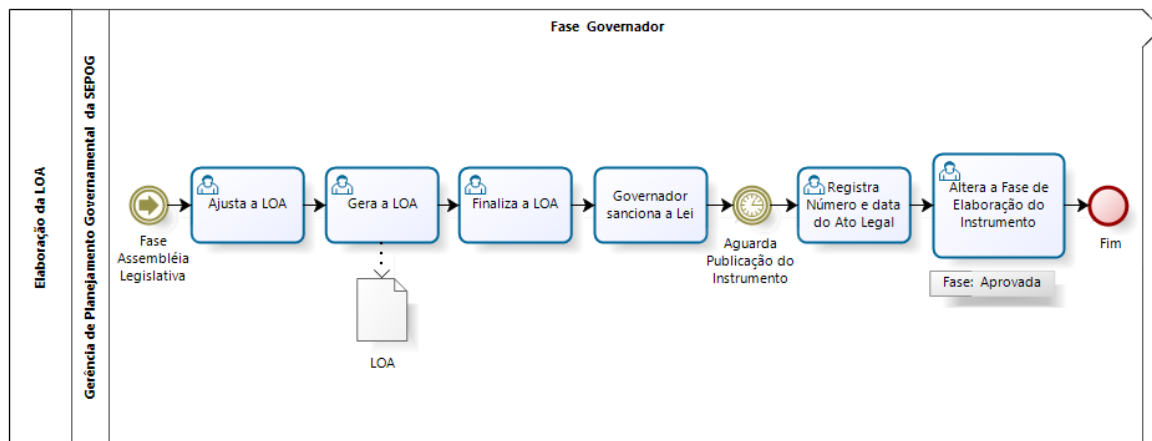 Fase Governador
Elaboração da LOA
Gerência de Planejamento Governamental da SEPOG
Fase
Assembléia
Legislativa
Ajusta a LOA
Gera a LOA
LOA
Finaliza a LOA
Governador
sanciona a Lei
Aguarda
Publicação do
Instrumento
Registra
Número e data
do Ato Legal
Altera a Fase de
Elaboração do
Instrumento
Fase: Aprovada
Fim